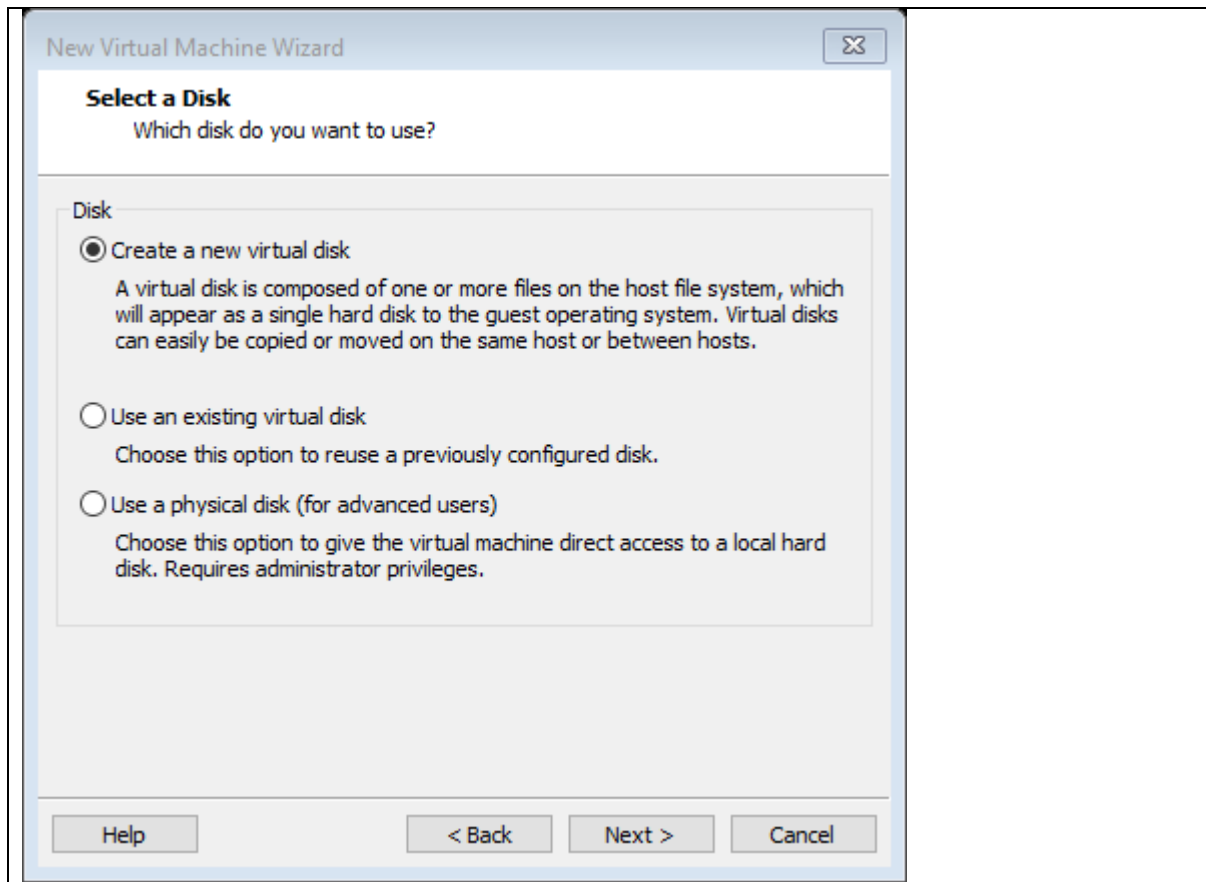 New Virtual Machine Wizard
Select a Disk
Which disk do you want to use?
Disk
Create a new virtual disk
A virtual disk is composed of one or more files on the host file system, which
will appear as a single hard disk to the guest operating system. Virtual disks
can easily be copied or moved on the same host or between hosts.
Use an existing virtual disk
Choose this option to reuse a previously configured disk.
Use a physical disk (for advanced users)
Choose this option to give the virtual machine direct access to a local hard
disk. Requires administrator privileges.
Help
< Back
Next >
Cancel